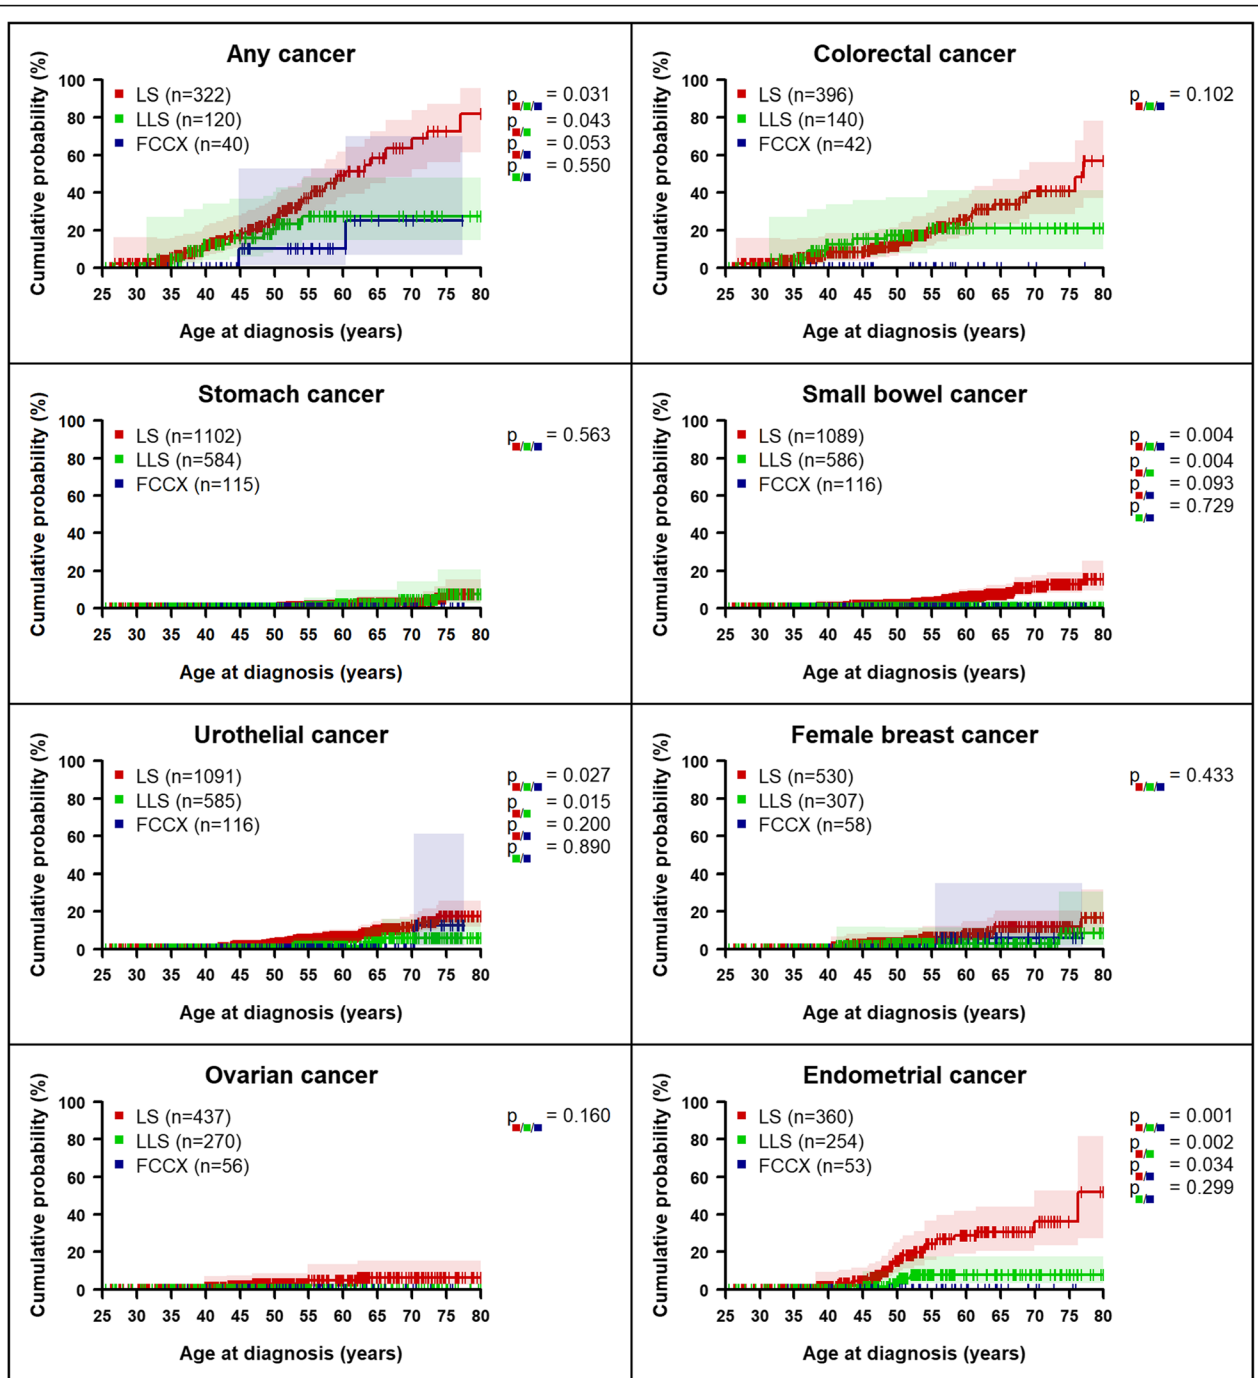 Any cancer
Cumulative probability (%)
100
80
60
40
20
0
LS (n=322)
LLS (n=120)
FCCX (n=40)
p // = 0.031
p / = 0.043
p / = 0.053
p / = 0.550
25 30 35 40 45 50 55 60 65 70 75 80
Age at diagnosis (years)
Colorectal cancer
Cumulative probability (%)
100
80
60
40
20
0
LS (n=396)
LLS (n=140)
FCCX (n=42)
p // = 0.102
25 30 35 40 45 50 55 60 65 70 75 80
Age at diagnosis (years)
Stomach cancer
Cumulative probability (%)
100
80
60
40
20
0
LS (n=1102)
LLS (n=584)
FCCX (n=115)
p // = 0.563
25 30 35 40 45 50 55 60 65 70 75 80
Age at diagnosis (years)
Small bowel cancer
Cumulative probability (%)
100
80
60
40
20
0
LS (n=1089)
LLS (n=586)
FCCX (n=116)
p // = 0.004
p / = 0.004
p / = 0.093
p / = 0.729
25 30 35 40 45 50 55 60 65 70 75 80
Age at diagnosis (years)
Urothelial cancer
Cumulative probability (%)
100
80
60
40
20
0
LS (n=1091)
LLS (n=585)
FCCX (n=116)
p // = 0.027
p / = 0.015
p / = 0.200
p / = 0.890
25 30 35 40 45 50 55 60 65 70 75 80
Age at diagnosis (years)
Female breast cancer
Cumulative probability (%)
100
80
60
40
20
0
LS (n=530)
LLS (n=307)
FCCX (n=58)
p // = 0.433
25 30 35 40 45 50 55 60 65 70 75 80
Age at diagnosis (years)
Ovarian cancer
Cumulative probability (%)
100
80
60
40
20
0
LS (n=437)
LLS (n=270)
FCCX (n=56)
p // = 0.160
25 30 35 40 45 50 55 60 65 70 75 80
Age at diagnosis (years)
Endometrial cancer
Cumulative probability (%)
100
80
60
40
20
0
LS (n=360)
LLS (n=254)
FCCX (n=53)
p // = 0.001
p / = 0.002
p / = 0.034
p / = 0.299
25 30 35 40 45 50 55 60 65 70 75 80
Age at diagnosis (years)